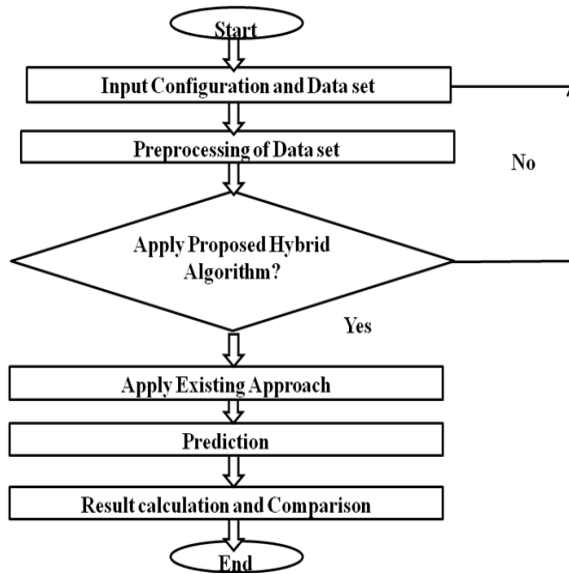 Start
Input Configuration and Data set
Preprocessing of Data set
No
Apply Proposed Hybrid
Algorithm?
Yes
Apply Existing Approach
Prediction
Result calculation and Comparison
End